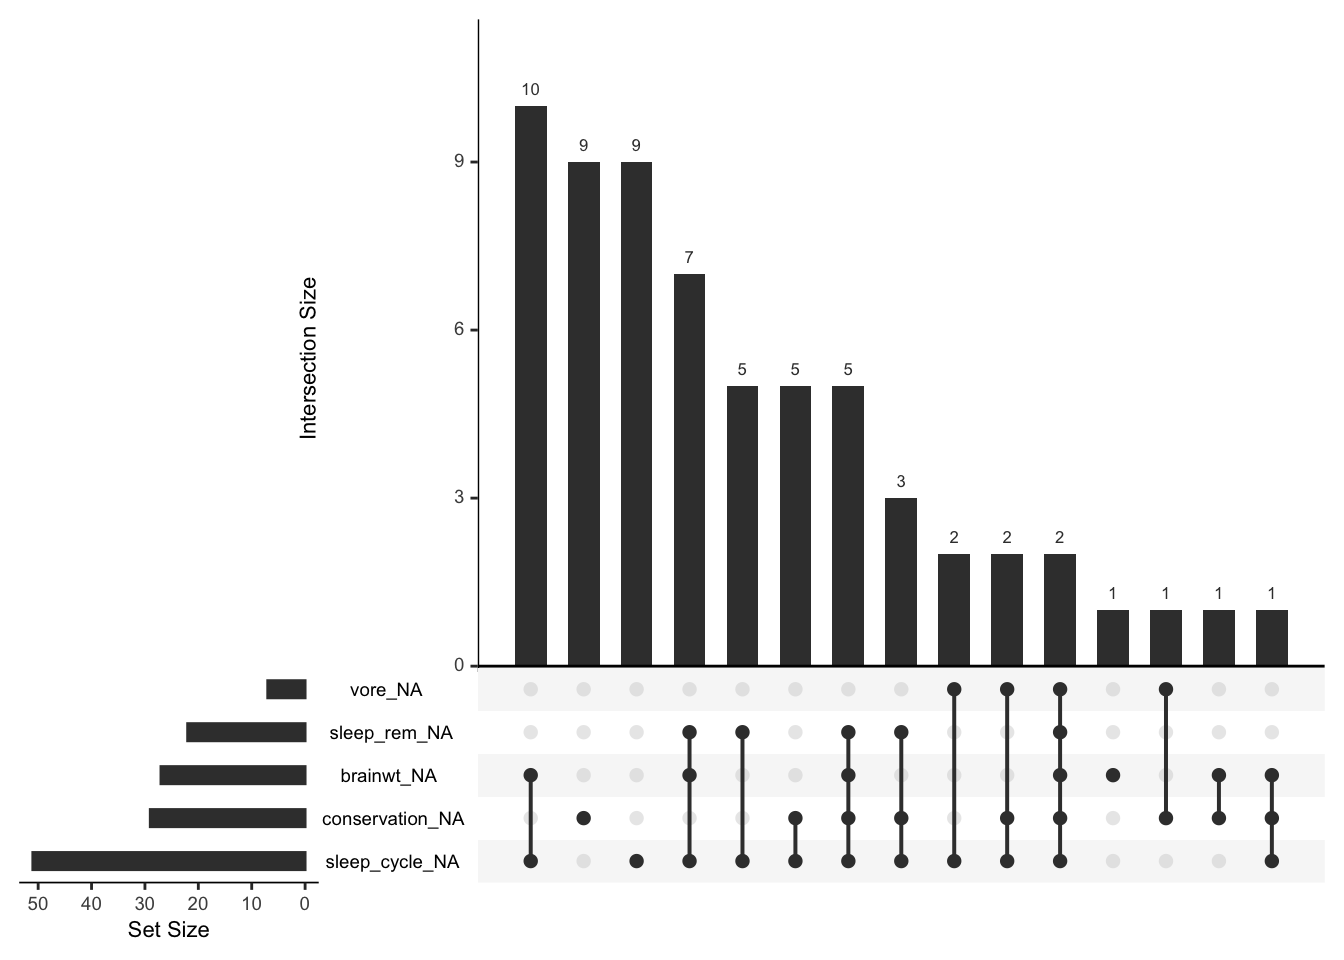 10
9 9
9
7
Intersection Size
6
5 5 5
3
3
2 2 2
1 1 1 1
0
vore_NA
sleep_rem_NA
brainwt_NA
conservation_NA
sleep_cycle_NA
50 40 30 20 10 0
Set Size